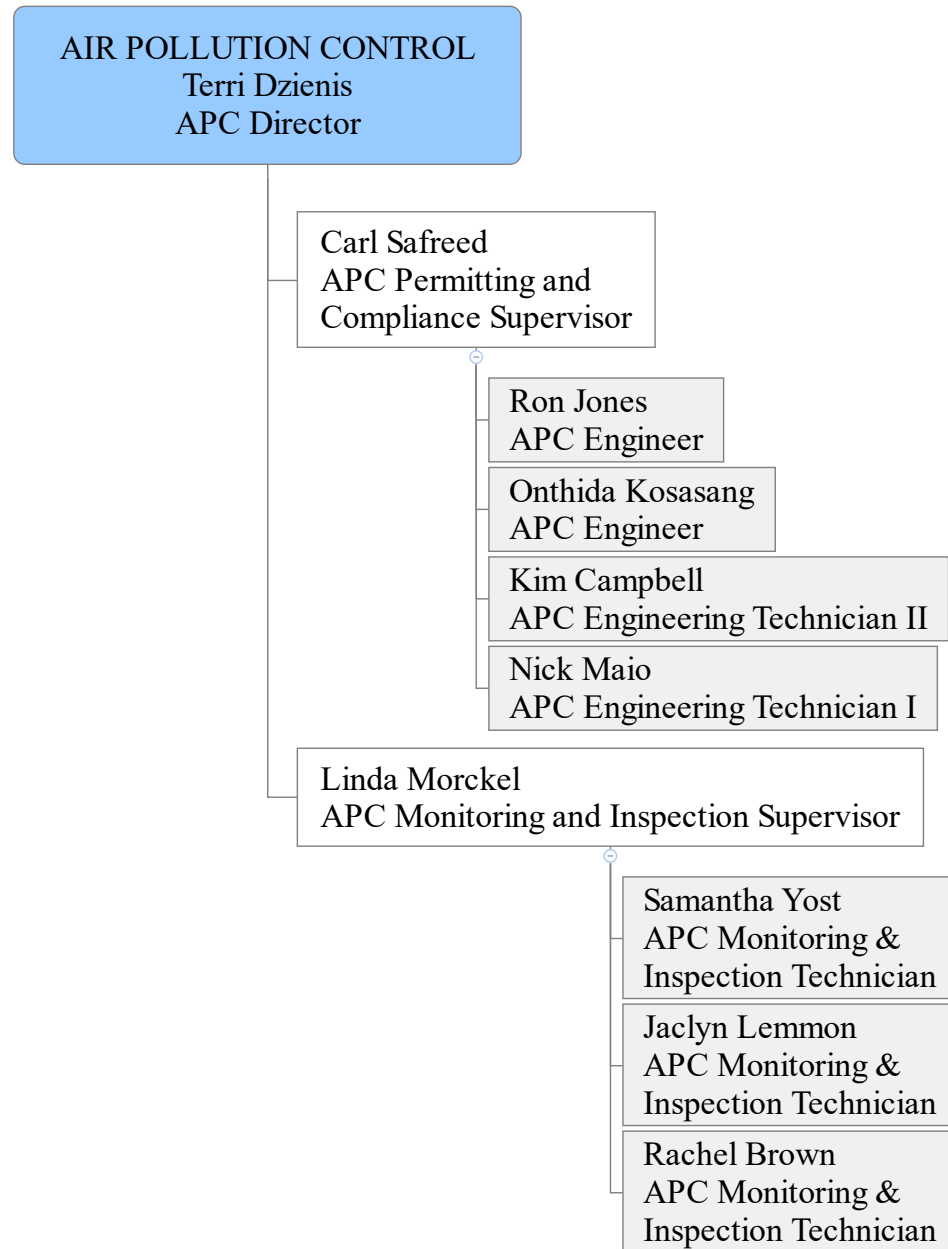 AIR POLLUTION CONTROL
Terri Dzienis
APC Director
Carl Safreed
APC Permitting and
Compliance Supervisor
Ron Jones
APC Engineer
Onthida Kosasang
APC Engineer
Kim Campbell
APC Engineering Technician II
Nick Maio
APC Engineering Technician I
Linda Morckel
APC Monitoring and Inspection Supervisor
Samantha Yost
APC Monitoring &
Inspection Technician
Jaclyn Lemmon
APC Monitoring &
Inspection Technician
Rachel Brown
APC Monitoring &
Inspection Technician